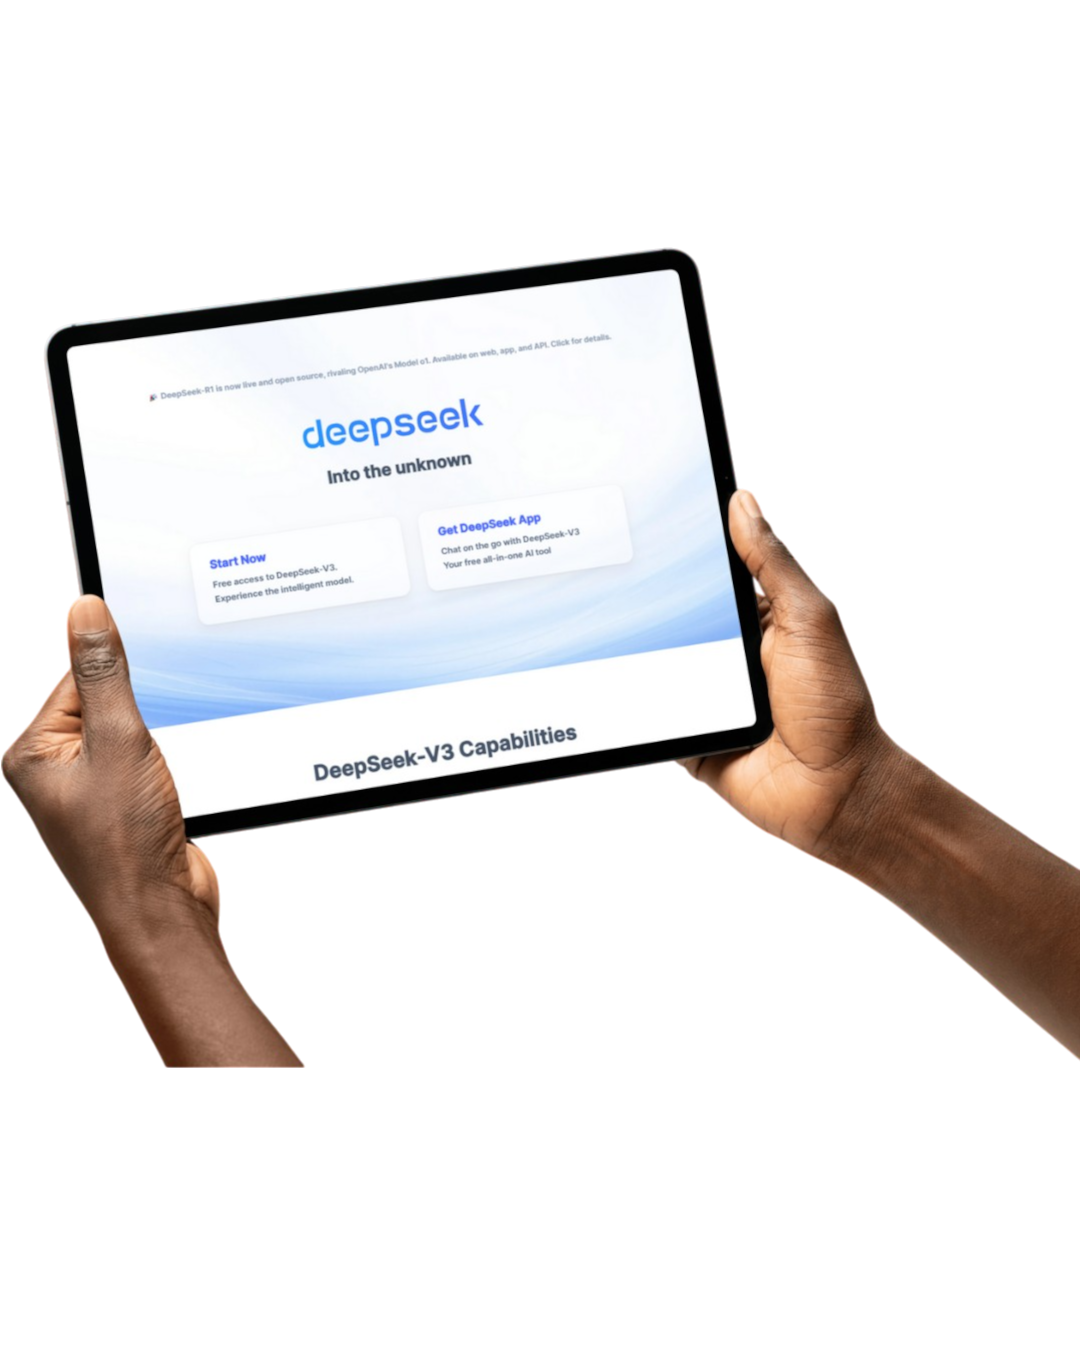 🎉 DeepSeek-R1 is now live and open source, rivaling OpenAI's Model o1. Available on web, app, and API. Click for details.
deepseek
Into the unknown
Start Now
Free access to DeepSeek-V3.
Experience the intelligent model.
Get DeepSeek App
Chat on the go with DeepSeek-V3
Your free all-in-one AI tool
DeepSeek-V3 Capabilities